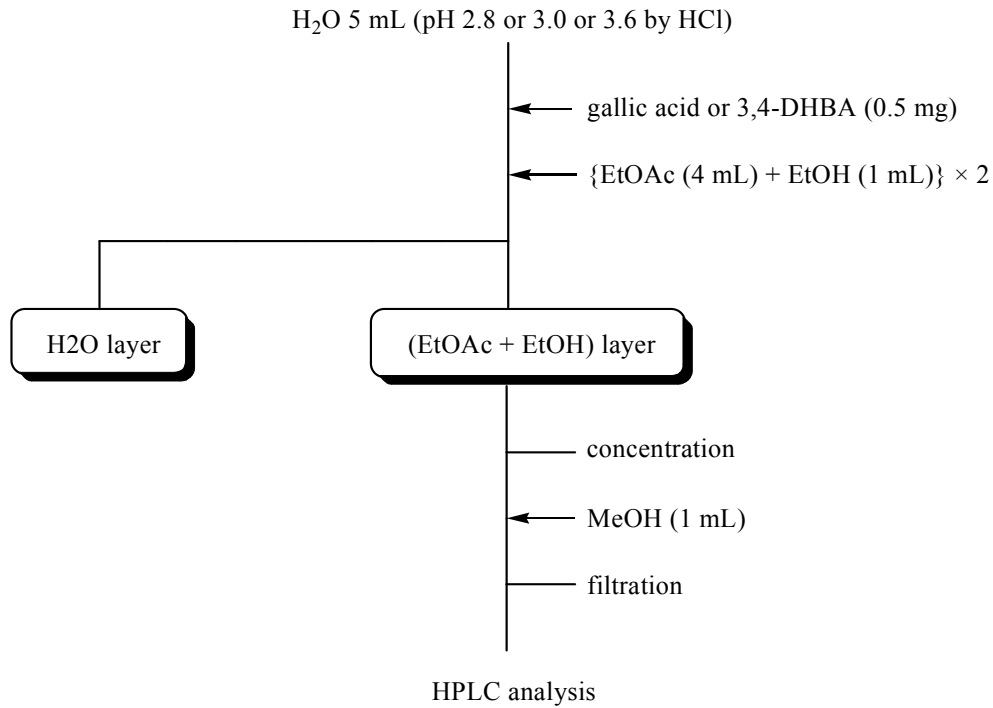 H₂O 5 mL (pH 2.8 or 3.0 or 3.6 by HCl)
gallic acid or 3,4-DHBA (0.5 mg)
{EtOAc (4 mL) + EtOH (1 mL)} × 2
H2O layer
(EtOAc + EtOH) layer
concentration
MeOH (1 mL)
filtration
HPLC analysis